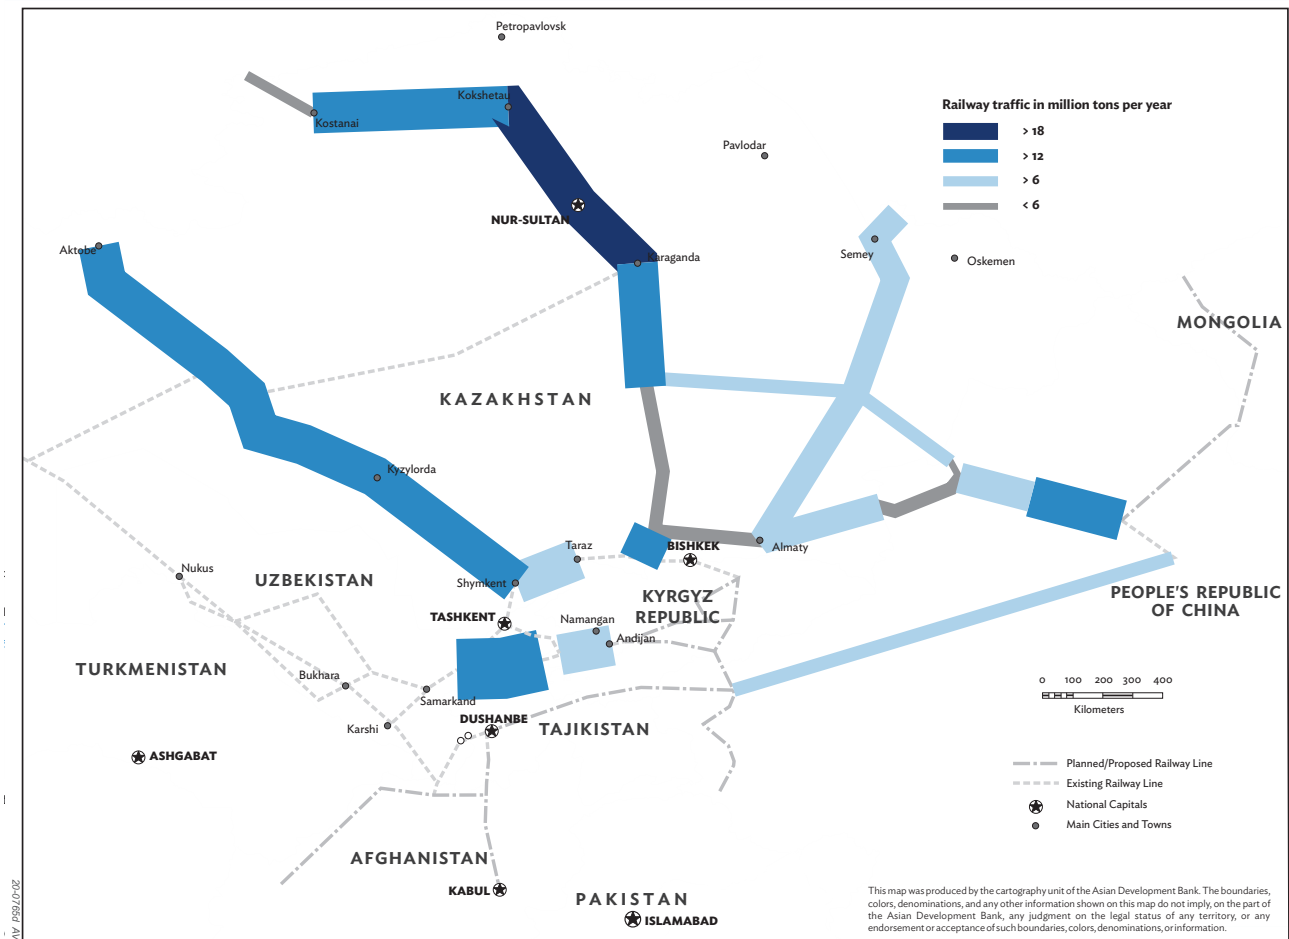 Petropavlovsk
Kokshetau
Kostanai
Railway traffic in million tons per year
> 18
> 12
> 6
< 6
Pavlodar
NUR-SULTAN
Aktobe
Karaganda
Semey
Oskemen
MONGOLIA
KAZAKHSTAN
Kyzylorda
Taraz
BISHKEK
Almaty
Nukus
UZBEKISTAN
Shymkent
KYRGYZ
REPUBLIC
PEOPLE'S REPUBLIC
OF CHINA
TASHKENT
Namangan
Andijan
TURKMENISTAN
Bukhara
Samarkand
0 100 200 300 400
Kilometers
Karshi
DUSHANBE
TAJIKISTAN
ASHGABAT
Planned/Proposed Railway Line
Existing Railway Line
National Capitals
Main Cities and Towns
AFGHANISTAN
KABUL
PAKISTAN
ISLAMABAD
This map was produced by the cartography unit of the Asian Development Bank. The boundaries,
colors, denominations, and any other information shown on this map do not imply, on the part of
the Asian Development Bank, any judgment on the legal status of any territory, or any
endorsement or acceptance of such boundaries, colors, denominations, or information.
20-0765d